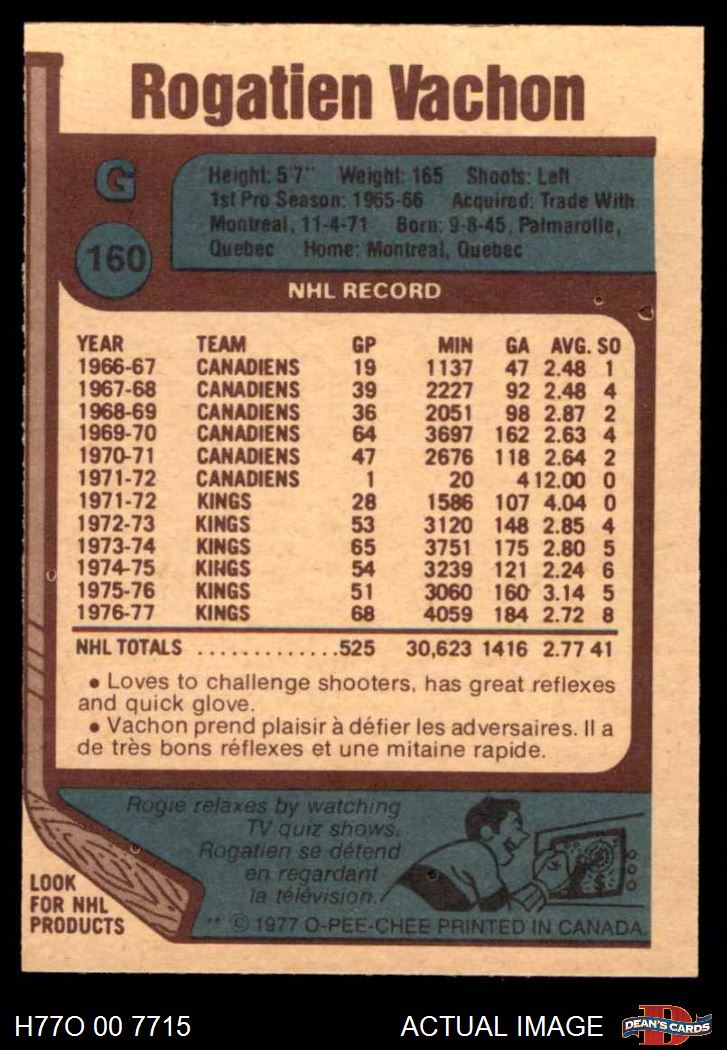 Rogatien Vachon
G
160
Height: 5'7" Weight: 165 Shoots: Left
1st Pro Season: 1965-66 Acquired: Trade With
Montreal, 11-4-71 Born: 9-8-45, Palmarolle,
Quebec Home: Montreal, Quebec
NHL RECORD
YEAR TEAM GP MIN GA AVG. SO
1966-67 CANADIENS 19 1137 47 2.48 1
1967-68 CANADIENS 39 2227 92 2.48 4
1968-69 CANADIENS 36 2051 98 2.87 2
1969-70 CANADIENS 64 3697 162 2.63 4
1970-71 CANADIENS 47 2676 118 2.64 2
1971-72 CANADIENS 1 20 4 12.00 0
1971-72 KINGS 28 1586 107 4.04 0
1972-73 KINGS 53 3120 148 2.85 4
1973-74 KINGS 65 3751 175 2.80 5
1974-75 KINGS 54 3239 121 2.24 6
1975-76 KINGS 51 3060 160 3.14 5
1976-77 KINGS 68 4059 184 2.72 8
NHL TOTALS .............525 30,623 1416 2.77 41
• Loves to challenge shooters, has great reflexes
and quick glove.
• Vachon prend plaisir à défier les adversaires. Il a
de très bons réflexes et une mitaine rapide.
Rogie relaxes by watching
TV quiz shows.
Rogatien se détend
en regardant
la télévision.
LOOK
FOR NHL
PRODUCTS
** © 1977 O-PEE-CHEE PRINTED IN CANADA
H77O 00 7715 ACTUAL IMAGE
D
DEAN'S CARDS